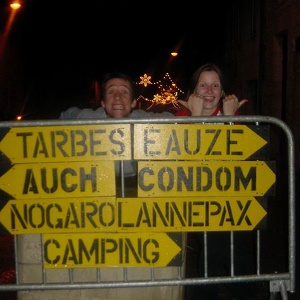 TARBES EAUZE
AUCH CONDOM
NOGARO LANNEPAX
CAMPING